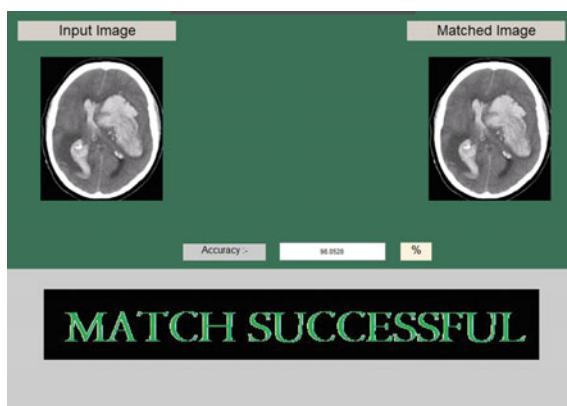 Input Image
Matched Image
Accuracy :-
%
MATCH SUCCESSFUL